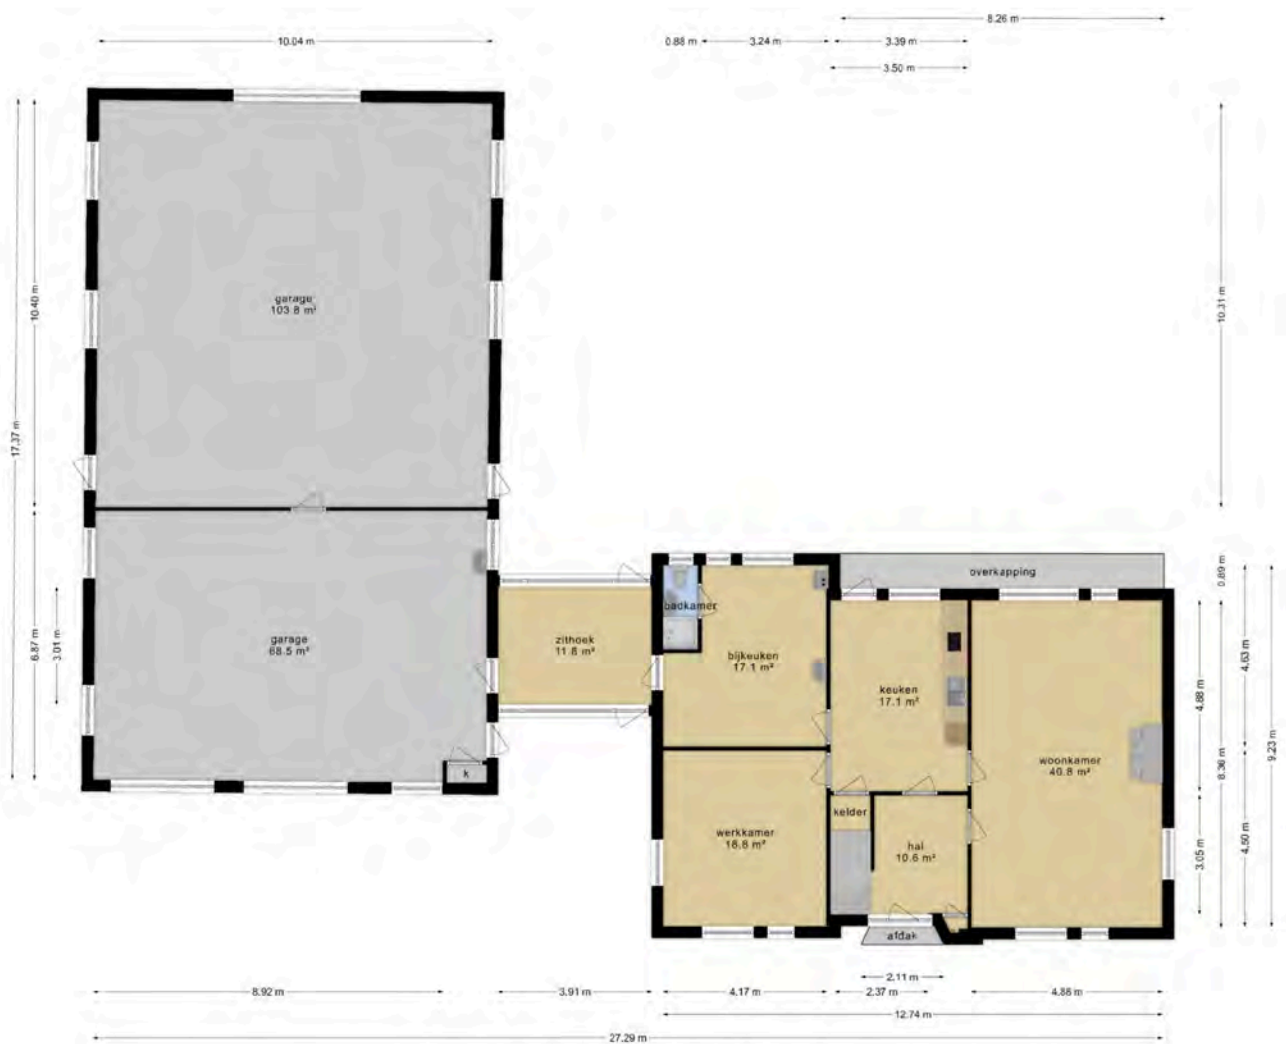 8.26 m
10.04 m
0.88 m
3.24 m
3.39 m
3.50 m
garage
103.8 m²
10.40 m
17.37 m
10.31 m
garage
68.5 m²
6.87 m
3.01 m
zithoek
11.8 m²
badkamer
bijkeuken
17.1 m²
overkapping
keuken
17.1 m²
woonkamer
40.8 m²
k
werkkamer
18.8 m²
kelder
hal
10.6 m²
afdak
0.89 m
4.63 m
4.88 m
8.36 m
9.23 m
3.05 m
4.50 m
2.11 m
8.92 m
3.91 m
4.17 m
2.37 m
4.88 m
12.74 m
27.29 m